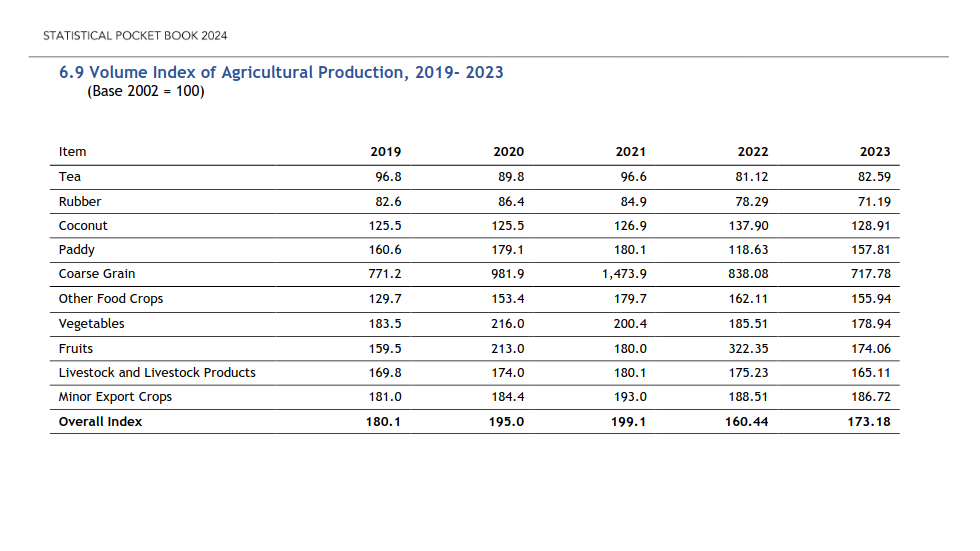 STATISTICAL POCKET BOOK 2024
6.9 Volume Index of Agricultural Production, 2019- 2023
(Base 2002 = 100)
Item 2019 2020 2021 2022 2023
Tea 96.8 89.8 96.6 81.12 82.59
Rubber 82.6 86.4 84.9 78.29 71.19
Coconut 125.5 125.5 126.9 137.90 128.91
Paddy 160.6 179.1 180.1 118.63 157.81
Coarse Grain 771.2 981.9 1,473.9 838.08 717.78
Other Food Crops 129.7 153.4 179.7 162.11 155.94
Vegetables 183.5 216.0 200.4 185.51 178.94
Fruits 159.5 213.0 180.0 322.35 174.06
Livestock and Livestock Products 169.8 174.0 180.1 175.23 165.11
Minor Export Crops 181.0 184.4 193.0 188.51 186.72
Overall Index 180.1 195.0 199.1 160.44 173.18